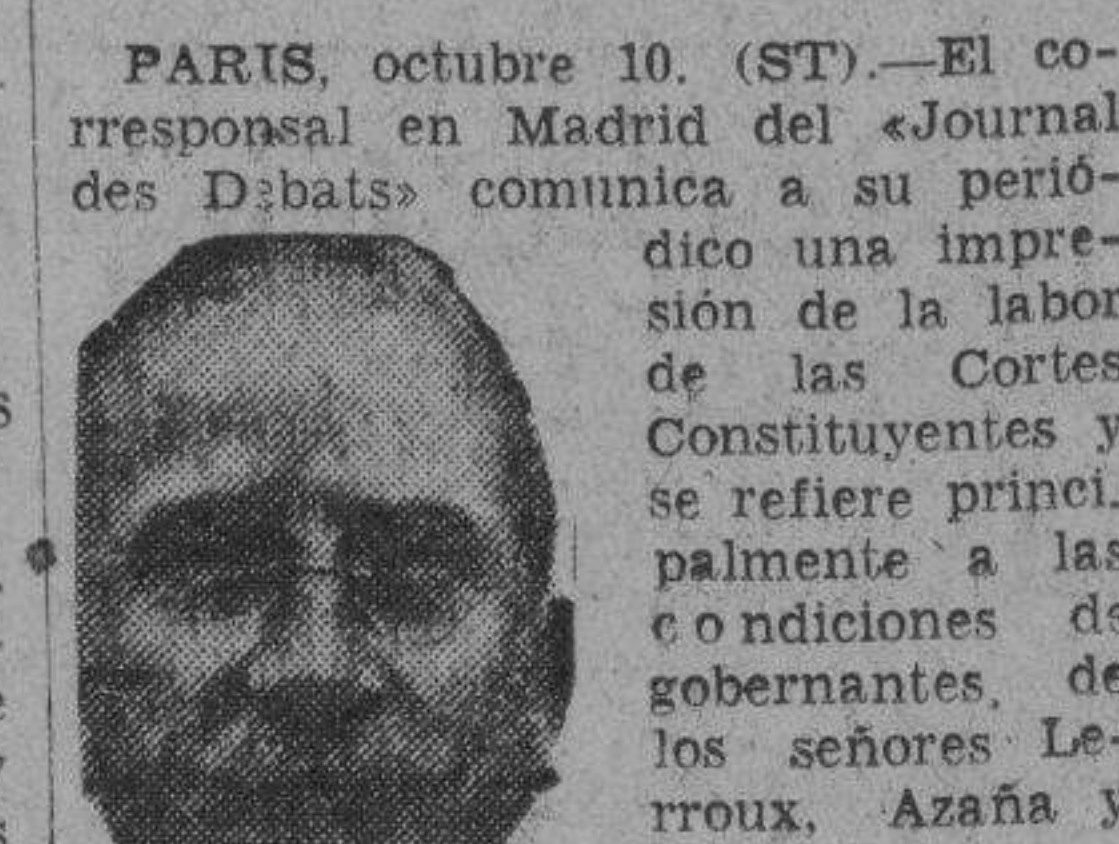 PARIS, octubre 10. (ST).—El co-
rresponsal en Madrid del «Journal
des Debats» comunica a su perió-
dico una impre-
sión de la labor
de las Cortes
Constituyentes y
se refiere princi-
palmente a las
condiciones de
gobernantes, de
los señores Le-
rroux, Azaña y